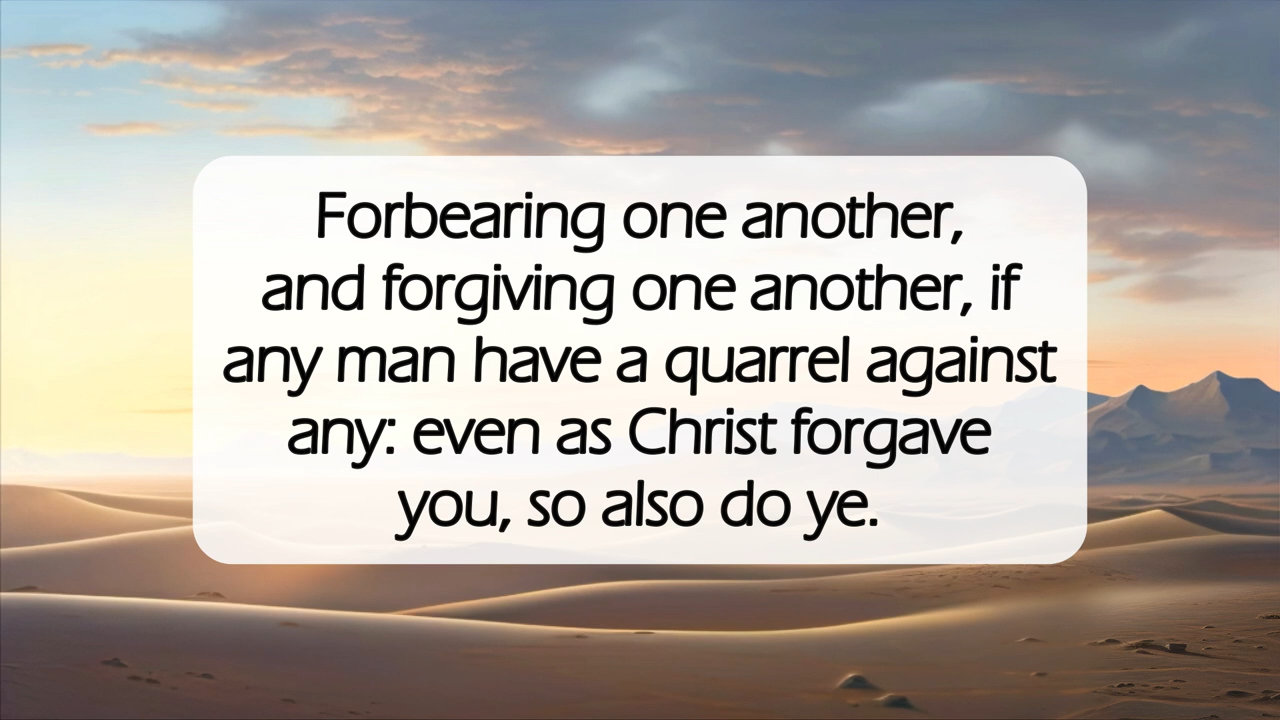 Forbearing one another,
and forgiving one another, if
any man have a quarrel against
any: even as Christ forgave
you, so also do ye.